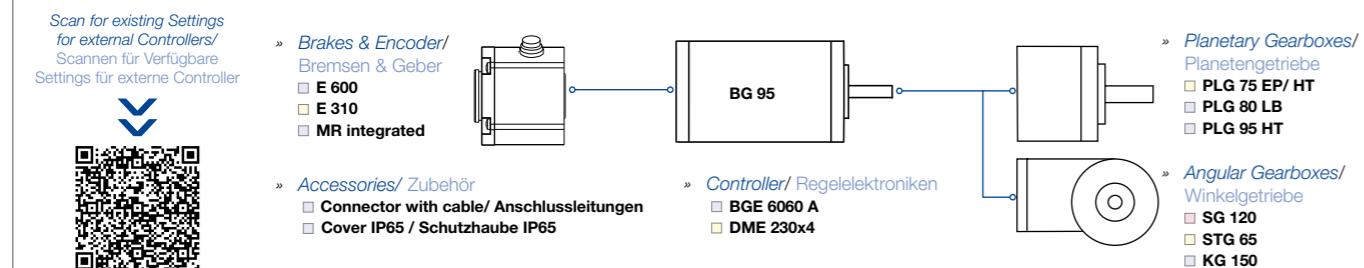 Scan for existing Settings
for external Controllers/
Scannen für Verfügbare
Settings für externe Controller
» Brakes & Encoder/
Bremsen & Geber
E 600
E 310
MR integrated
BG 95
» Planetary Gearboxes/
Planetengetriebe
PLG 75 EP/ HT
PLG 80 LB
PLG 95 HT
» Accessories/ Zubehör
Connector with cable/ Anschlussleitungen
Cover IP65 / Schutzhaube IP65
» Controller/ Regelelektroniken
BGE 6060 A
DME 230x4
» Angular Gearboxes/
Winkelgetriebe
SG 120
STG 65
KG 150